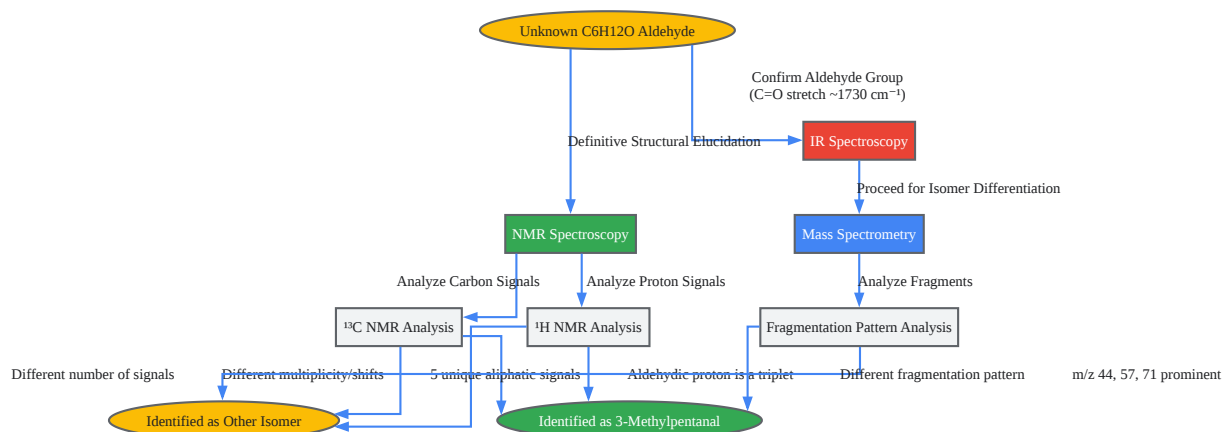 Unknown C6H12O Aldehyde
Confirm Aldehyde Group
(C=O stretch ~1730 cm⁻¹)
Definitive Structural Elucidation
IR Spectroscopy
Proceed for Isomer Differentiation
NMR Spectroscopy
Mass Spectrometry
Analyze Carbon Signals
Analyze Proton Signals
Analyze Fragments
¹³C NMR Analysis
¹H NMR Analysis
Fragmentation Pattern Analysis
Different number of signals
Different multiplicity/shifts
5 unique aliphatic signals
Aldehydic proton is a triplet
Different fragmentation pattern
m/z 44, 57, 71 prominent
Identified as Other Isomer
Identified as 3-Methylpentanal